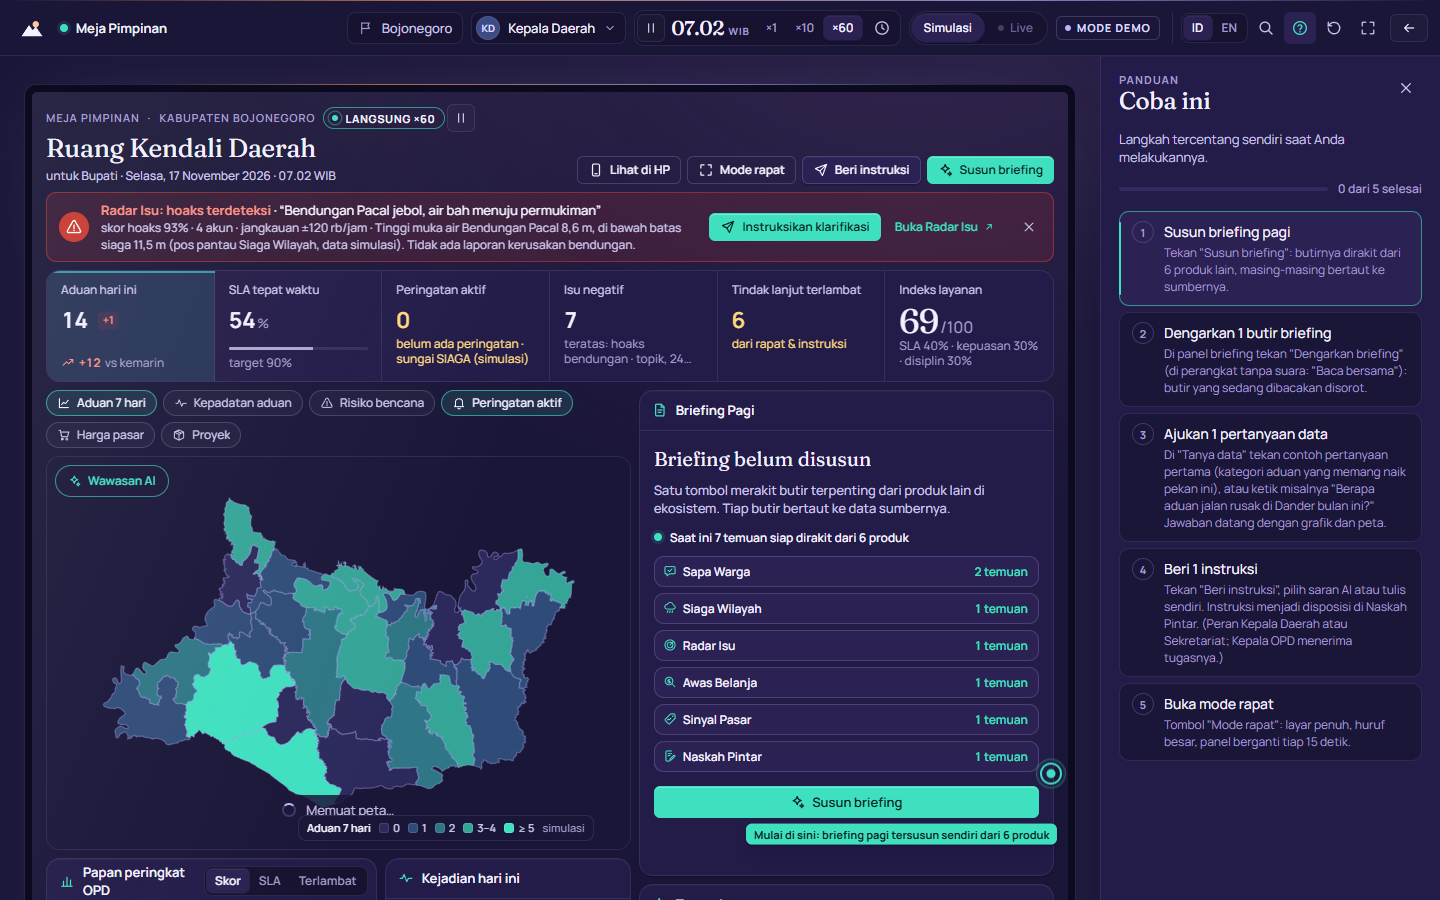 Meja Pimpinan
Bojonegoro
KD Kepala Daerah
07.02 WIB
×1 ×10 ×60
Simulasi Live
MODE DEMO
ID EN
MEJA PIMPINAN · KABUPATEN BOJONEGORO
LANGSUNG ×60
Ruang Kendali Daerah
untuk Bupati · Selasa, 17 November 2026 · 07.02 WIB
Lihat di HP
Mode rapat
Beri instruksi
Susun briefing
Radar Isu: hoaks terdeteksi · “Bendungan Pacal jebol, air bah menuju permukiman”
skor hoaks 93% · 4 akun · jangkauan ±120 rb/jam · Tinggi muka air Bendungan Pacal 8,6 m, di bawah batas
siaga 11,5 m (pos pantau Siaga Wilayah, data simulasi). Tidak ada laporan kerusakan bendungan.
Instruksikan klarifikasi
Buka Radar Isu ↗
Aduan hari ini
14 +1
+12 vs kemarin
SLA tepat waktu
54%
target 90%
Peringatan aktif
0
belum ada peringatan ·
sungai SIAGA (simulasi)
Isu negatif
7
teratas: hoaks
bendungan · topik, 24…
Tindak lanjut terlambat
6
dari rapat & instruksi
Indeks layanan
69/100
SLA 40% · kepuasan 30%
· disiplin 30%
Aduan 7 hari
Kepadatan aduan
Risiko bencana
Peringatan aktif
Harga pasar
Proyek
Wawasan AI
Memuat peta…
Aduan 7 hari 0 1 2 3–4 ≥ 5 simulasi
Papan peringkat
OPD
Skor SLA Terlambat
Kejadian hari ini
Briefing Pagi
Briefing belum disusun
Satu tombol merakit butir terpenting dari produk lain di
ekosistem. Tiap butir bertaut ke data sumbernya.
Saat ini 7 temuan siap dirakit dari 6 produk
Sapa Warga 2 temuan
Siaga Wilayah 1 temuan
Radar Isu 1 temuan
Awas Belanja 1 temuan
Sinyal Pasar 1 temuan
Naskah Pintar 1 temuan
Susun briefing
Mulai di sini: briefing pagi tersusun sendiri dari 6 produk
PANDUAN
Coba ini
Langkah tercentang sendiri saat Anda
melakukannya.
0 dari 5 selesai
1 Susun briefing pagi
Tekan "Susun briefing": butirnya dirakit dari
6 produk lain, masing-masing bertaut ke
sumbernya.
2 Dengarkan 1 butir briefing
Di panel briefing tekan "Dengarkan briefing"
(di perangkat tanpa suara: "Baca bersama"):
butir yang sedang dibacakan disorot.
3 Ajukan 1 pertanyaan data
Di "Tanya data" tekan contoh pertanyaan
pertama (kategori aduan yang memang naik
pekan ini), atau ketik misalnya "Berapa
aduan jalan rusak di Dander bulan ini?"
Jawaban datang dengan grafik dan peta.
4 Beri 1 instruksi
Tekan "Beri instruksi", pilih saran AI atau tulis
sendiri. Instruksi menjadi disposisi di Naskah
Pintar. (Peran Kepala Daerah atau
Sekretariat; Kepala OPD menerima
tugasnya.)
5 Buka mode rapat
Tombol "Mode rapat": layar penuh, huruf
besar, panel berganti tiap 15 detik.